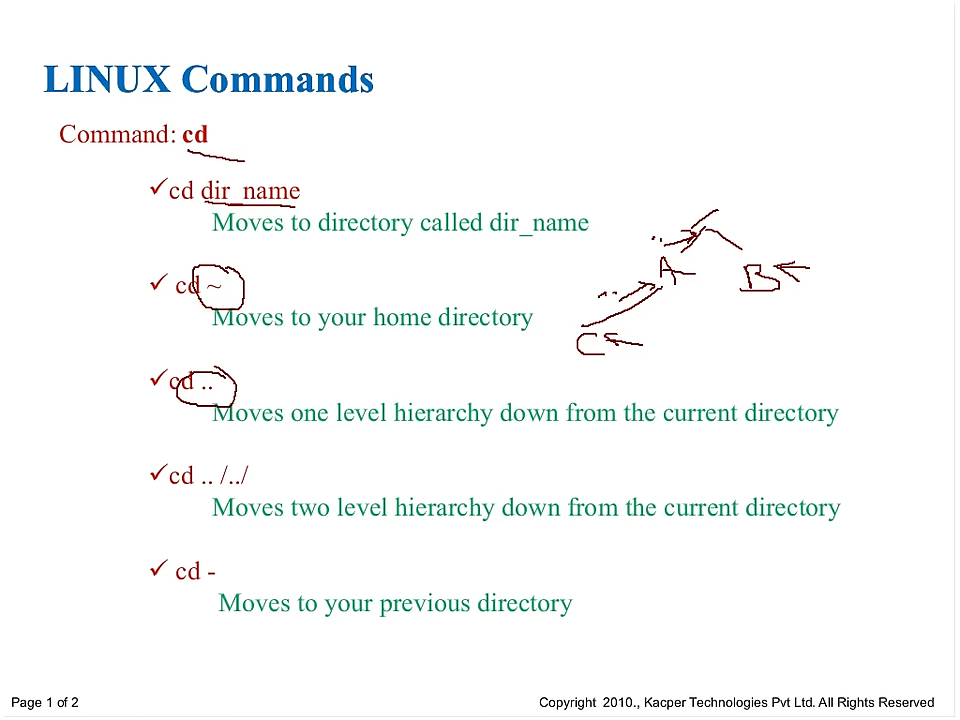 LINUX Commands
Command: cd
✓cd dir_name
Moves to directory called dir_name
✓ cd ~
Moves to your home directory
✓cd ..
Moves one level hierarchy down from the current directory
✓cd .. /../
Moves two level hierarchy down from the current directory
✓ cd -
Moves to your previous directory
/
..
A
B
..
C
Page 1 of 2
Copyright 2010., Kacper Technologies Pvt Ltd. All Rights Reserved